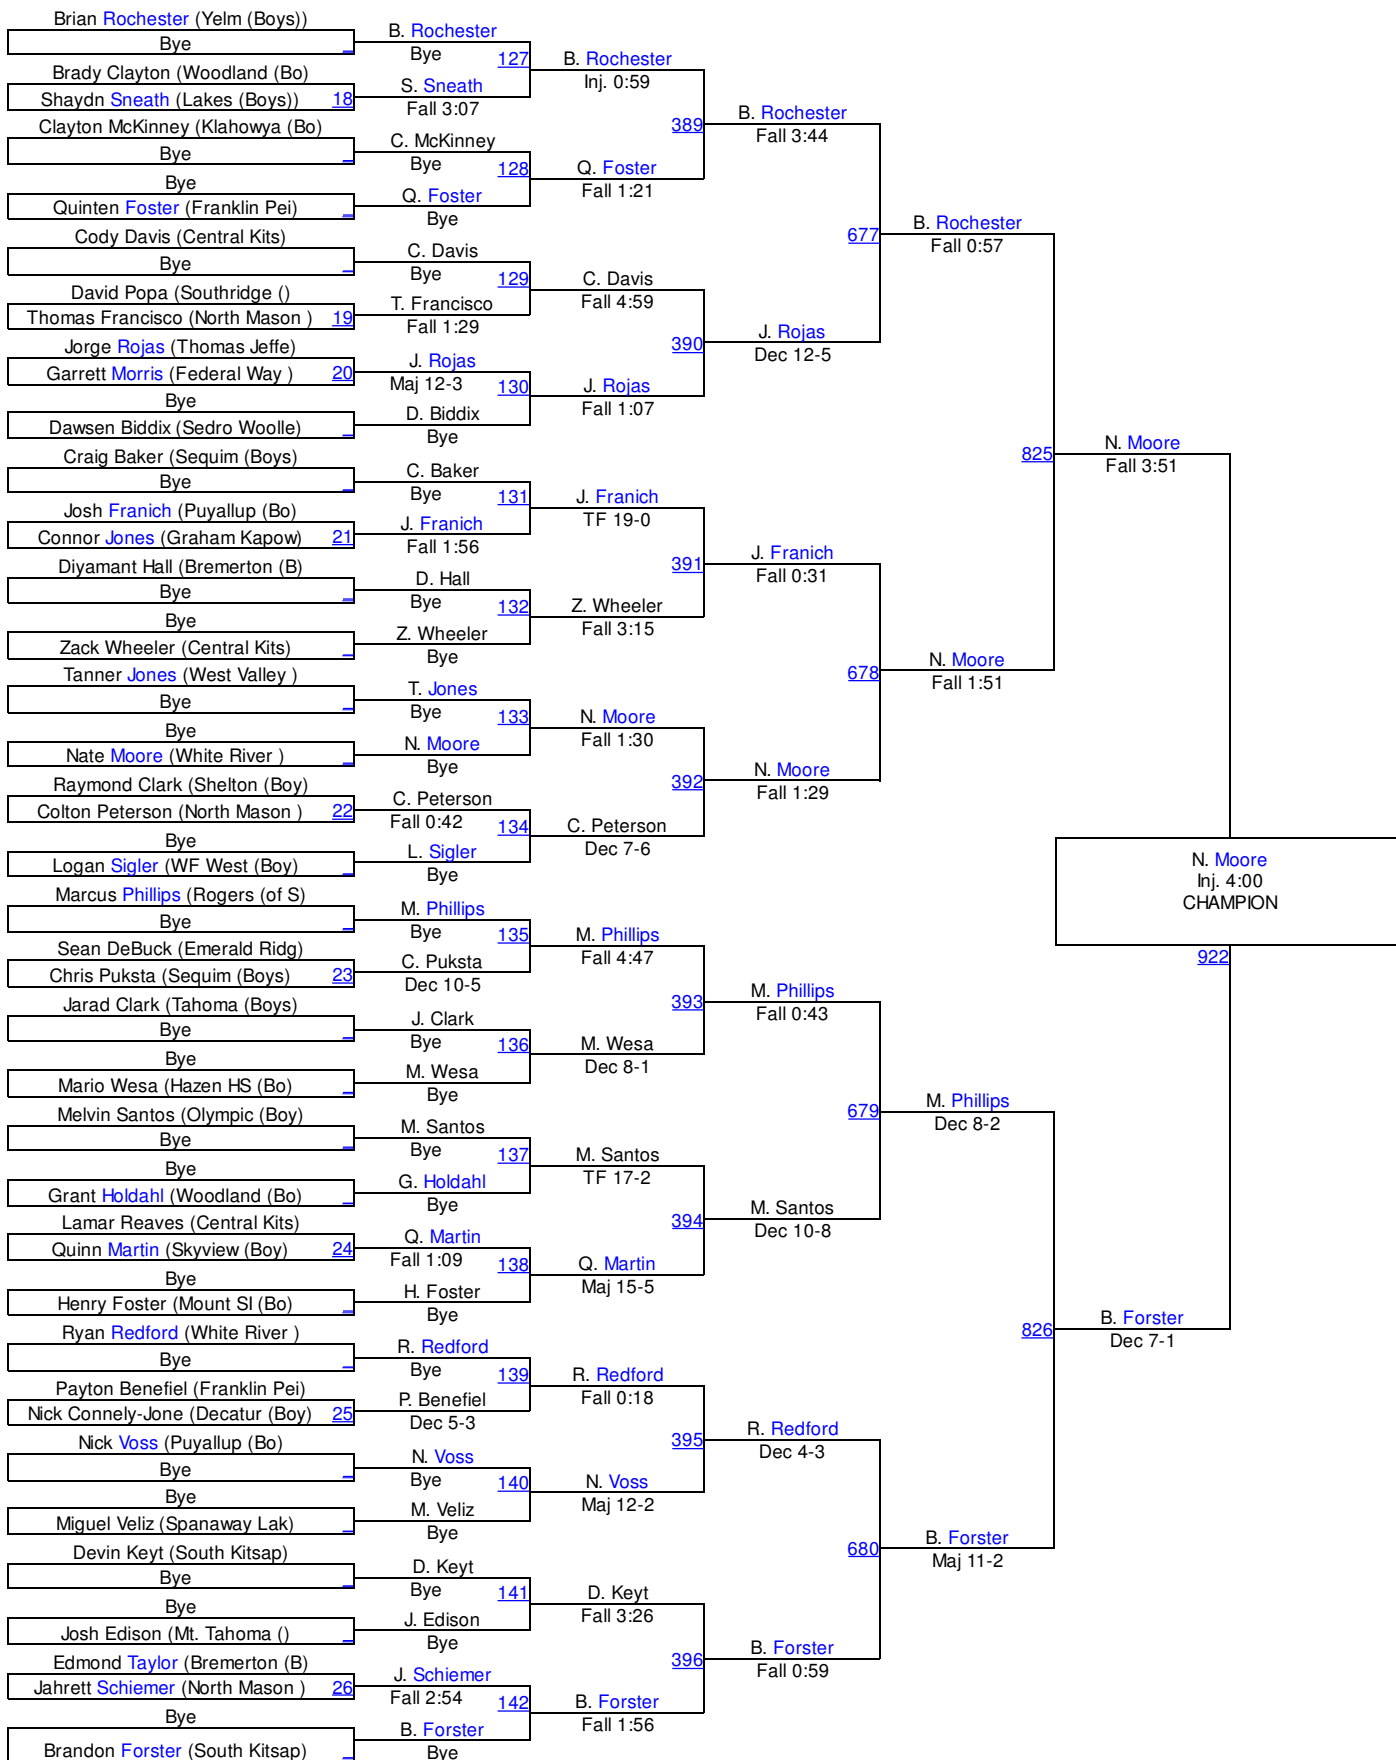 Brian Rochester (Yelm (Boys))
Bye
Brady Clayton (Woodland (Bo)
Shaydn Sneath (Lakes (Boys)) 18
Clayton McKinney (Klahowya (Bo)
Bye
Bye
Quinten Foster (Franklin Pei)
Cody Davis (Central Kits)
Bye
David Popa (Southridge ()
Thomas Francisco (North Mason ) 19
Jorge Rojas (Thomas Jeffe)
Garrett Morris (Federal Way ) 20
Bye
Dawsen Biddix (Sedro Woolle)
Craig Baker (Sequim (Boys)
Bye
Josh Franich (Puyallup (Bo)
Connor Jones (Graham Kapow) 21
Diyamant Hall (Bremerton (B)
Bye
Bye
Zack Wheeler (Central Kits)
Tanner Jones (West Valley )
Bye
Bye
Nate Moore (White River )
Raymond Clark (Shelton (Boy)
Colton Peterson (North Mason ) 22
Bye
Logan Sigler (WF West (Boy)
Marcus Phillips (Rogers (of S)
Bye
Sean DeBuck (Emerald Ridg)
Chris Puksta (Sequim (Boys) 23
Jarad Clark (Tahoma (Boys)
Bye
Bye
Mario Wesa (Hazen HS (Bo)
Melvin Santos (Olympic (Boy)
Bye
Bye
Grant Holdahl (Woodland (Bo)
Lamar Reaves (Central Kits)
Quinn Martin (Skyview (Boy) 24
Bye
Henry Foster (Mount SI (Bo)
Ryan Redford (White River )
Bye
Payton Benefiel (Franklin Pei)
Nick Connely-Jone (Decatur (Boy) 25
Nick Voss (Puyallup (Bo)
Bye
Bye
Miguel Veliz (Spanaway Lak)
Devin Keyt (South Kitsap)
Bye
Bye
Josh Edison (Mt. Tahoma ()
Edmond Taylor (Bremerton (B)
Jahrett Schiemer (North Mason ) 26
Bye
Brandon Forster (South Kitsap)
B. Rochester
Bye 127
S. Sneath
Fall 3:07
C. McKinney
Bye 128
Q. Foster
Bye
C. Davis
Bye 129
T. Francisco
Fall 1:29
J. Rojas
Maj 12-3 130
D. Biddix
Bye
C. Baker
Bye 131
J. Franich
Fall 1:56
D. Hall
Bye 132
Z. Wheeler
Bye
T. Jones
Bye 133
N. Moore
Bye
C. Peterson
Fall 0:42 134
L. Sigler
Bye
M. Phillips
Bye 135
C. Puksta
Dec 10-5
J. Clark
Bye 136
M. Wesa
Bye
M. Santos
Bye 137
G. Holdahl
Bye
Q. Martin
Fall 1:09 138
H. Foster
Bye
R. Redford
Bye 139
P. Benefiel
Dec 5-3
N. Voss
Bye 140
M. Veliz
Bye
D. Keyt
Bye 141
J. Edison
Bye
J. Schiemer
Fall 2:54 142
B. Forster
Bye
B. Rochester
Inj. 0:59
389
Q. Foster
Fall 1:21
C. Davis
Fall 4:59
390
J. Rojas
Fall 1:07
J. Franich
TF 19-0
391
Z. Wheeler
Fall 3:15
N. Moore
Fall 1:30
392
C. Peterson
Dec 7-6
M. Phillips
Fall 4:47
393
M. Wesa
Dec 8-1
M. Santos
TF 17-2
394
Q. Martin
Maj 15-5
R. Redford
Fall 0:18
395
N. Voss
Maj 12-2
D. Keyt
Fall 3:26
396
B. Forster
Fall 1:56
B. Rochester
Fall 3:44
677
J. Rojas
Dec 12-5
J. Franich
Fall 0:31
678
N. Moore
Fall 1:29
M. Phillips
Fall 0:43
679
M. Santos
Dec 10-8
R. Redford
Dec 4-3
680
B. Forster
Fall 0:59
B. Rochester
Fall 0:57
825
N. Moore
Fall 1:51
M. Phillips
Dec 8-2
826
B. Forster
Maj 11-2
N. Moore
Fall 3:51
B. Forster
Dec 7-1
N. Moore
Inj. 4:00
CHAMPION
922